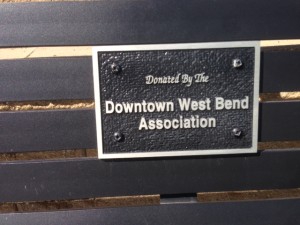 Donated By The
Downtown West Bend
Association